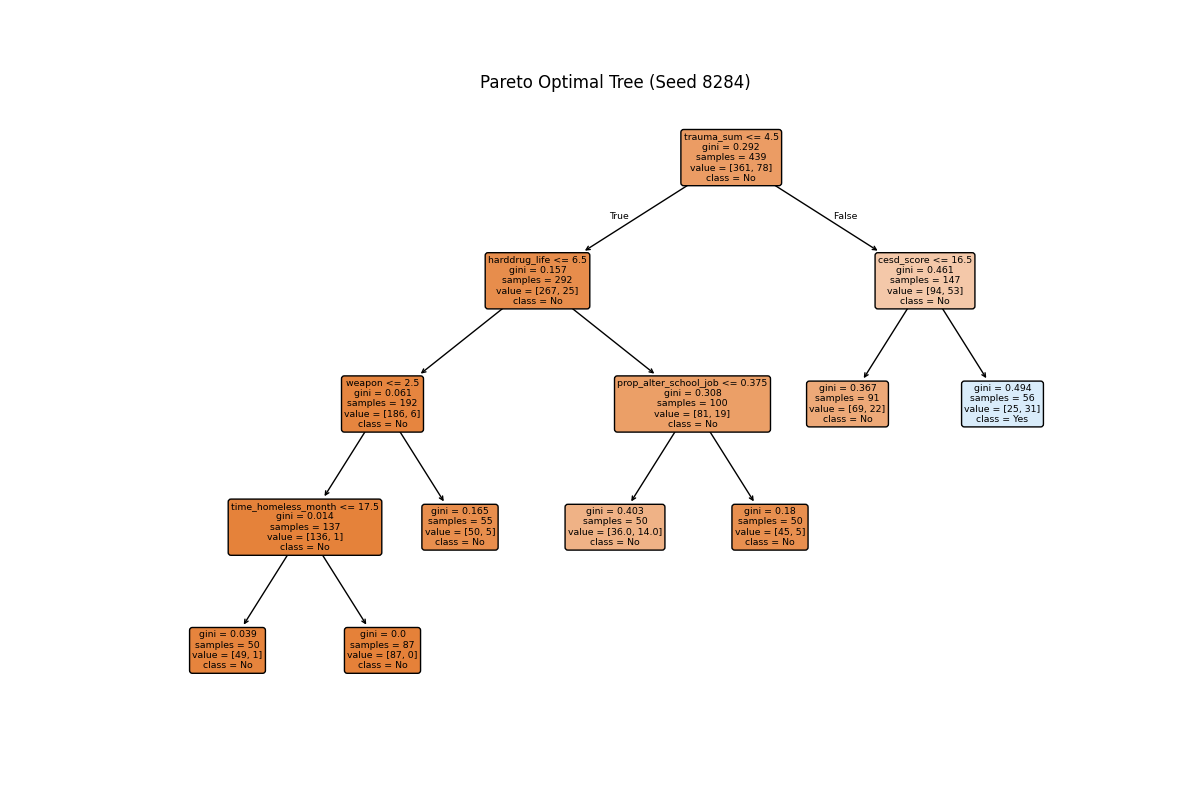 Pareto Optimal Tree (Seed 8284)
trauma_sum <= 4.5
gini = 0.292
samples = 439
value = [361, 78]
class = No
True
False
harddrug_life <= 6.5
gini = 0.157
samples = 292
value = [267, 25]
class = No
cesd_score <= 16.5
gini = 0.461
samples = 147
value = [94, 53]
class = No
weapon <= 2.5
gini = 0.061
samples = 192
value = [186, 6]
class = No
prop_alter_school_job <= 0.375
gini = 0.308
samples = 100
value = [81, 19]
class = No
gini = 0.367
samples = 91
value = [69, 22]
class = No
gini = 0.494
samples = 56
value = [25, 31]
class = Yes
time_homeless_month <= 17.5
gini = 0.014
samples = 137
value = [136, 1]
class = No
gini = 0.165
samples = 55
value = [50, 5]
class = No
gini = 0.403
samples = 50
value = [36.0, 14.0]
class = No
gini = 0.18
samples = 50
value = [45, 5]
class = No
gini = 0.039
samples = 50
value = [49, 1]
class = No
gini = 0.0
samples = 87
value = [87, 0]
class = No